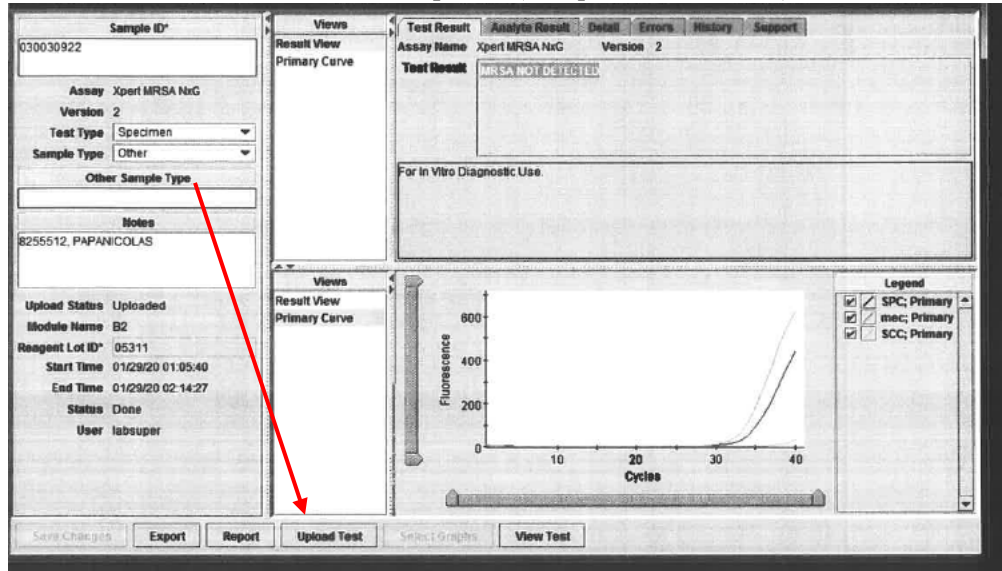 Sample ID*
030030922
Assay Xpert MRSA NxG
Version 2
Test Type Specimen
Sample Type Other
Other Sample Type
Notes
8255512, PAPANICOLAS
Upload Status Uploaded
Module Name B2
Reagent Lot ID* 05311
Start Time 01/29/20 01:05:40
End Time 01/29/20 02:14:27
Status Done
User labsuper
Views
Result View
Primary Curve
Test Result Analyte Result Detail Errors History Support
Assay Name Xpert MRSA NxG Version 2
Test Result MRSA NOT DETECTED
For In Vitro Diagnostic Use.
Views
Result View
Primary Curve
Fluorescence
600
400
200
0
10 20 30 40
Cycles
Legend
SPC; Primary
mec; Primary
SCC; Primary
Save Changes Export Report Upload Test Select Graphs View Test